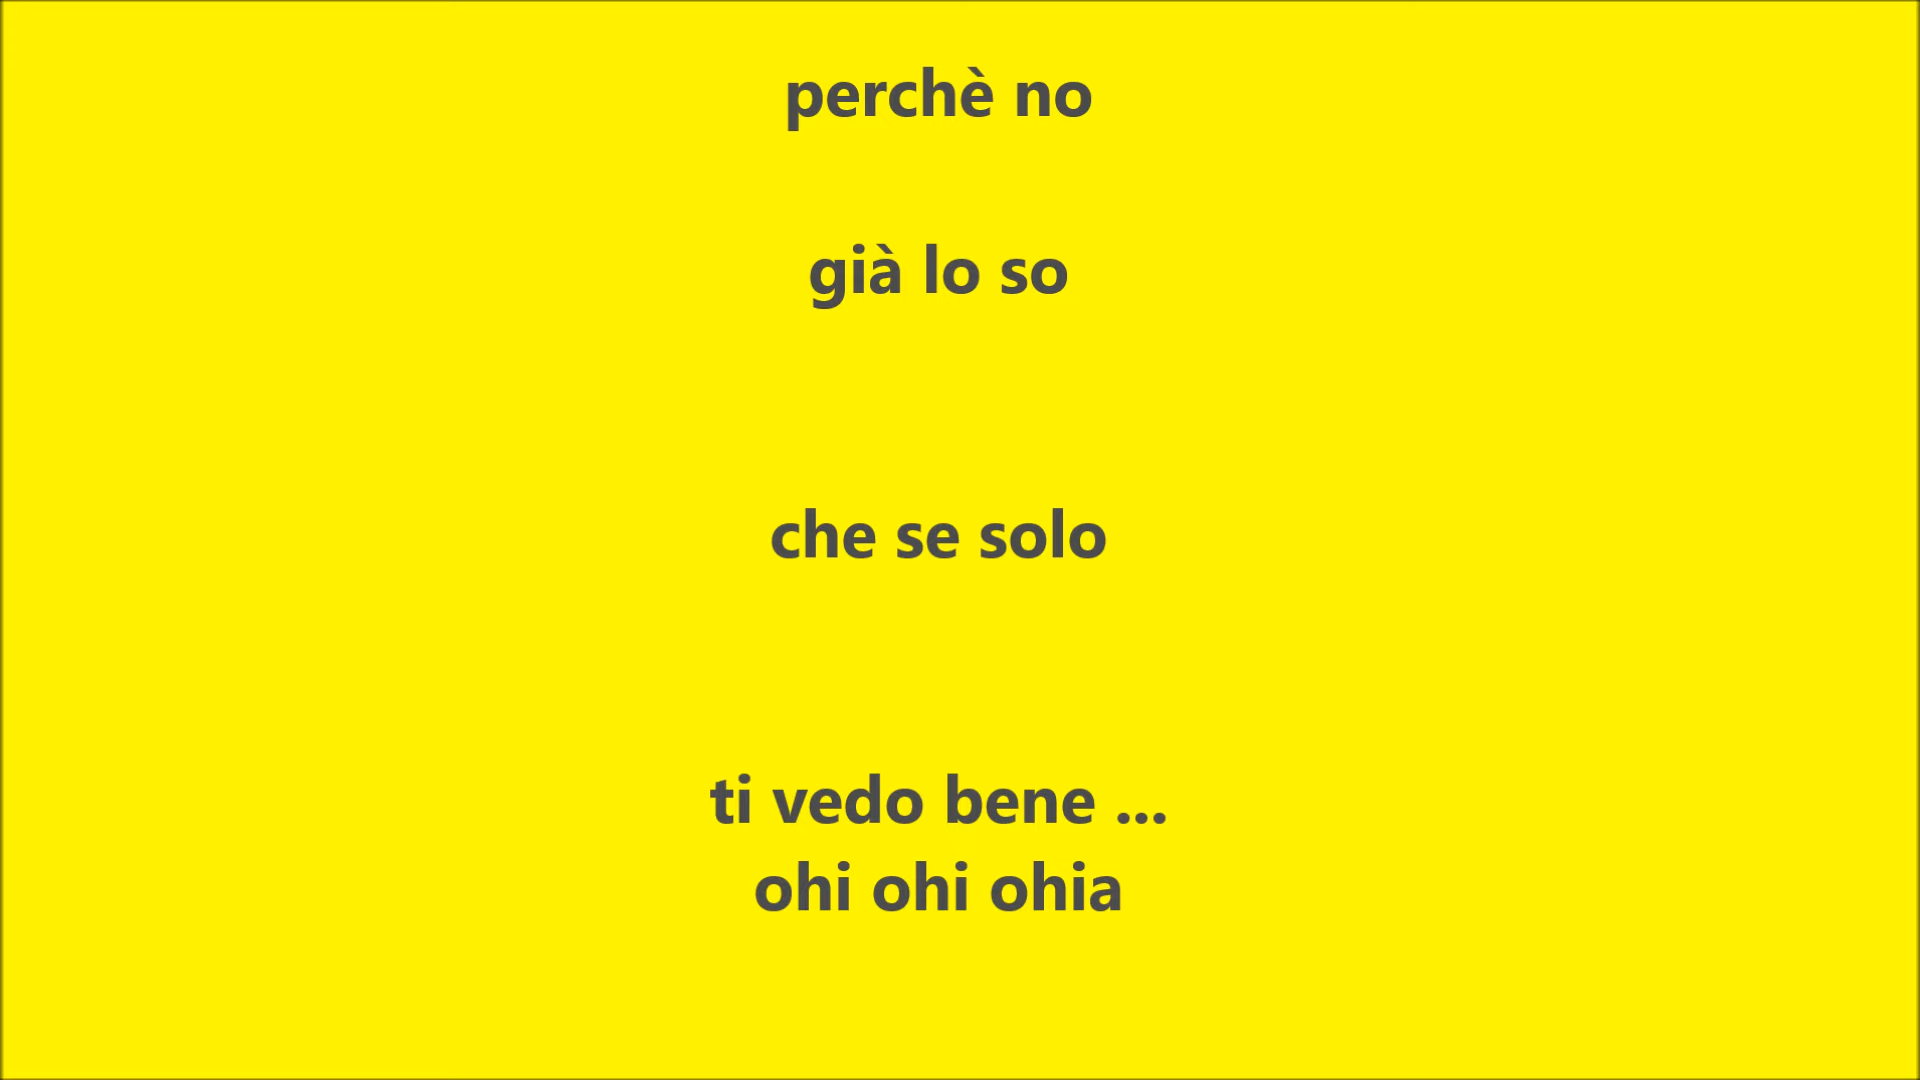 perchè no
già lo so
che se solo
ti vedo bene ...
ohi ohi ohia